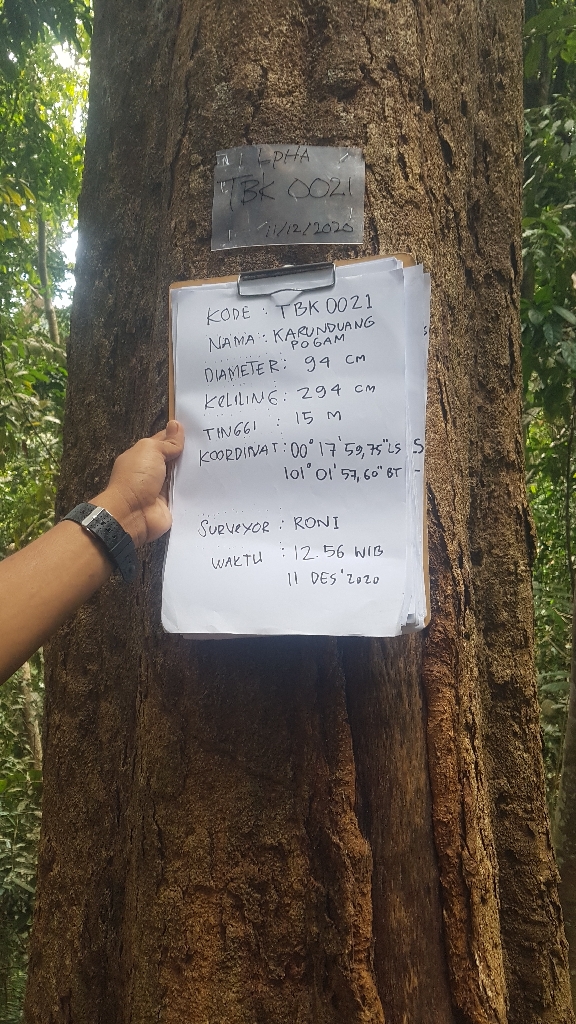 LPHA
TBK 0021
11/12/2020
KODE : TBK 0021
NAMA : KARUNDUANG
POGAM
DIAMETER : 94 CM
KELILING : 294 CM
TINGGI : 15 M
KOORDINAT : 00° 17' 59,75" LS
101° 01' 57,60" BT
SURVEYOR : RONI
WAKTU : 12.56 WIB
11 DES' 2020